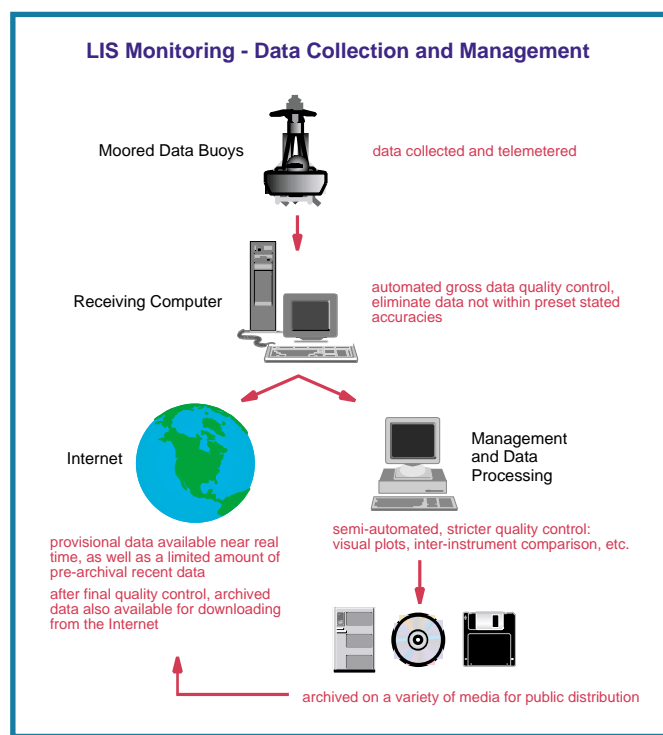 LIS Monitoring - Data Collection and Management
Moored Data Buoys
data collected and telemetered
Receiving Computer
automated gross data quality control,
eliminate data not within preset stated
accuracies
Internet
Management
and Data
Processing
provisional data available near real
time, as well as a limited amount of
pre-archival recent data
after final quality control, archived
data also available for downloading
from the Internet
semi-automated, stricter quality control:
visual plots, inter-instrument comparison, etc.
archived on a variety of media for public distribution